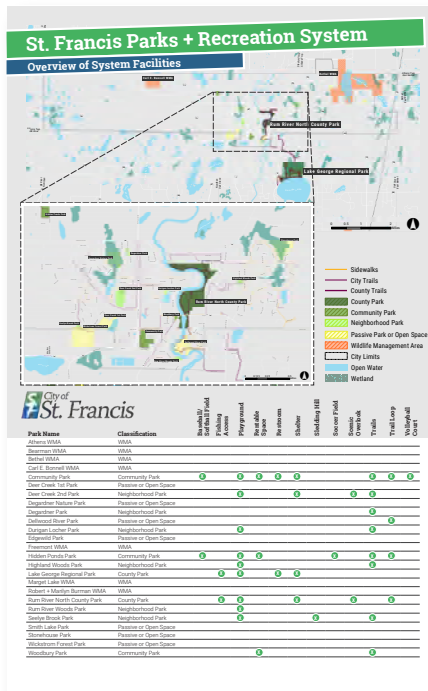 St. Francis Parks + Recreation System
Overview of System Facilities
Rum River North County Park
Lake George Regional Park
Rum River North County Park
Sidewalks
City Trails
County Trails
County Park
Community Park
Neighborhood Park
Passive Park or Open Space
Wildlife Management Area
City Limits
Open Water
Wetland
City of
St. Francis
Park Name Classification Baseball/ Softball Field Fishing Access Playground Rentable Space Restroom Shelter Sledding Hill Soccer Field Scenic Overlook Trails Trail Loop Volleyball Court
Athens WMA WMA
Bearman WMA WMA
Bethel WMA WMA
Carl E. Bonnell WMA WMA
Community Park Community Park
Deer Creek 1st Park Passive or Open Space
Deer Creek 2nd Park Neighborhood Park
Degardner Nature Park Passive or Open Space
Degardner Park Neighborhood Park
Dellwood River Park Passive or Open Space
Durigan Locher Park Neighborhood Park
Edgewild Park Passive or Open Space
Freemont WMA WMA
Hidden Ponds Park Community Park
Highland Woods Park Neighborhood Park
Lake George Regional Park County Park
Marget Lake WMA WMA
Robert + Marilyn Burman WMA WMA
Rum River North County Park County Park
Rum River Woods Park Neighborhood Park
Seelye Brook Park Neighborhood Park
Smith Lake Park Passive or Open Space
Stonehouse Park Passive or Open Space
Wickstrom Forest Park Passive or Open Space
Woodbury Park Community Park